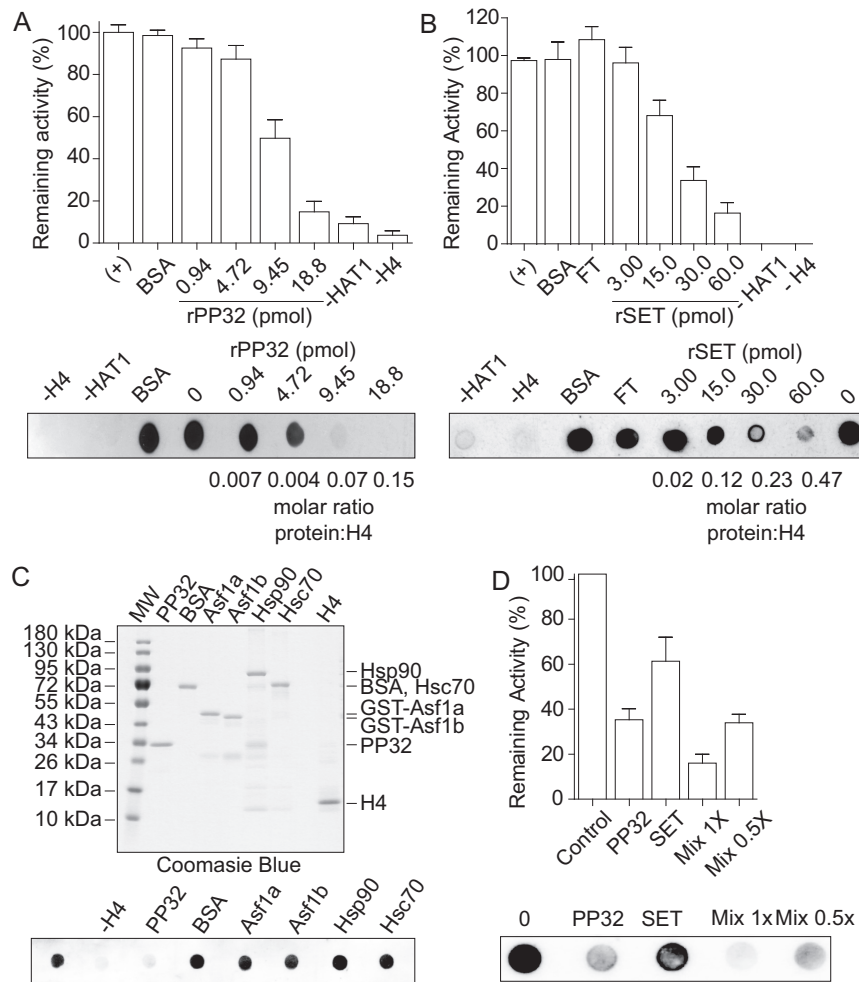 A
Remaining activity (%)
100
80
60
40
20
0
(+)
BSA
0.94
4.72
9.45
18.8
-HAT1
-H4
rPP32 (pmol)
rPP32 (pmol)
-H4
-HAT1
BSA
0
0.94
4.72
9.45
18.8
0.007 0.004 0.07 0.15
molar ratio
protein:H4
B
Remaining Activity (%)
120
100
80
60
40
20
0
(+)
BSA
FT
3.00
15.0
30.0
60.0
- HAT1
- H4
rSET (pmol)
rSET (pmol)
-HAT1
-H4
BSA
FT
3.00
15.0
30.0
60.0
0
0.02 0.12 0.23 0.47
molar ratio
protein:H4
C
MW
PP32
BSA
Asf1a
Asf1b
Hsp90
Hsc70
H4
180 kDa
130 kDa
95 kDa
72 kDa
55 kDa
43 kDa
34 kDa
26 kDa
17 kDa
10 kDa
Hsp90
BSA, Hsc70
GST-Asf1a
GST-Asf1b
PP32
H4
Coomasie Blue
-H4
PP32
BSA
Asf1a
Asf1b
Hsp90
Hsc70
D
Remaining Activity (%)
100
80
60
40
20
0
Control
PP32
SET
Mix 1X
Mix 0.5X
0 PP32 SET Mix 1x Mix 0.5x